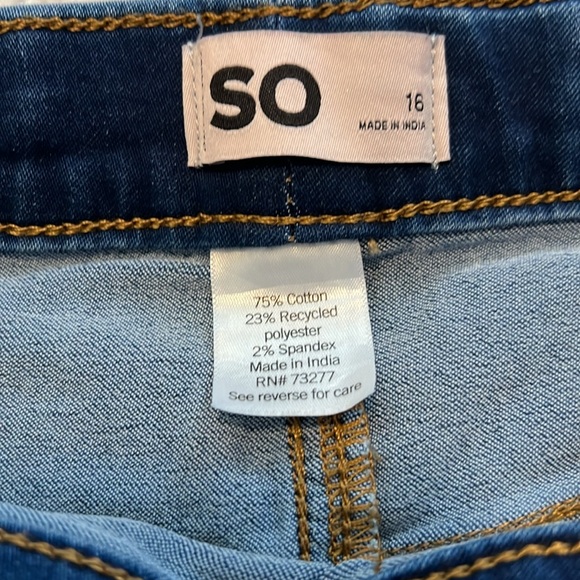 SO
16
MADE IN INDIA
75% Cotton
23% Recycled
polyester
2% Spandex
Made in India
RN# 73277
See reverse for care